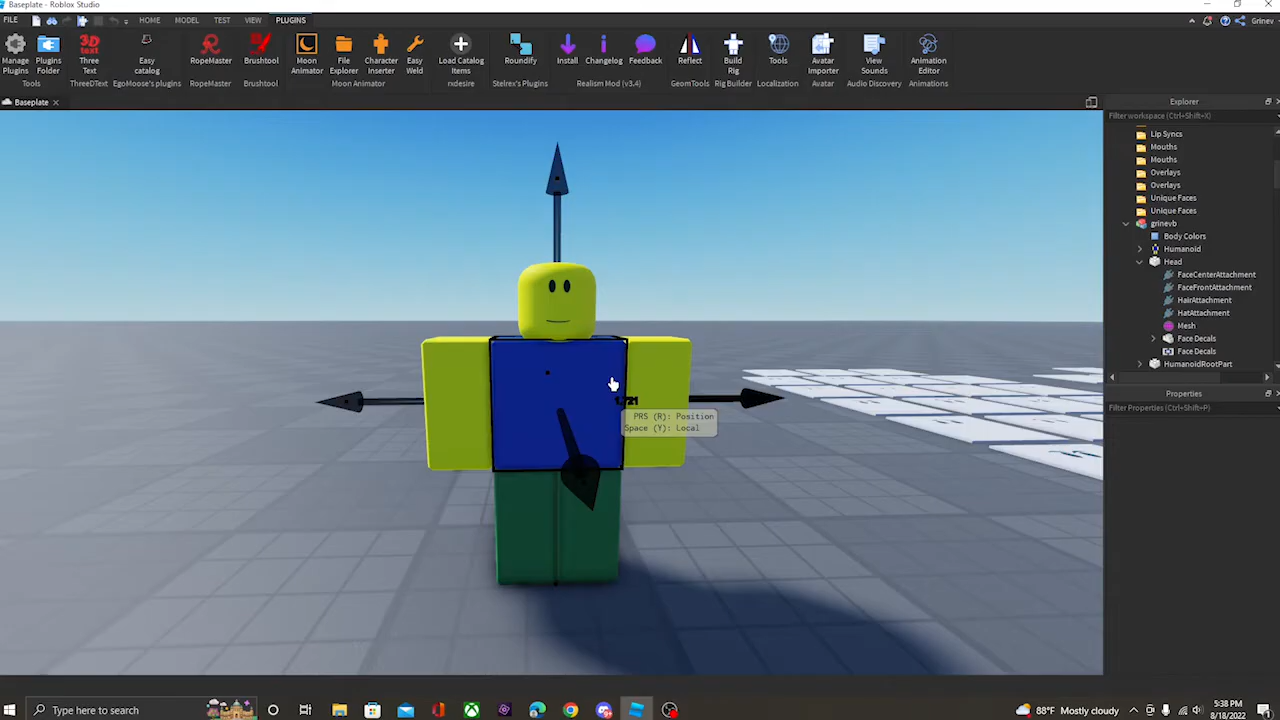 Baseplate - Roblox Studio
FILE HOME MODEL TEST VIEW PLUGINS Grinev
Manage Plugins
Plugins Folder
Three Text
Easy catalog
RopeMaster
Brushtool
Moon Animator
File Explorer
Character Inserter
Easy Weld
Load Catalog Items
Roundify
Install
Changelog
Feedback
Reflect
Build Rig
Tools
Avatar Importer
View Sounds
Animation Editor
3D
text
Tools ThreeDText EgoMoose's plugins RopeMaster Brushtool Moon Animator rxdesire Stelrex's Plugins Realism Mod (v3.4) GeomTools Rig Builder Localization Avatar Audio Discovery Animations
Baseplate
Explorer
Filter workspace (Ctrl+Shift+X)
Lip Syncs
Mouths
Mouths
Overlays
Overlays
Unique Faces
Unique Faces
grinevb
Body Colors
Humanoid
Head
FaceCenterAttachment
FaceFrontAttachment
HairAttachment
HatAttachment
Mesh
Face Decals
Face Decals
HumanoidRootPart
Properties
Filter Properties (Ctrl+Shift+P)
PRS (R): Position
Space (Y): Local
Type here to search
88°F Mostly cloudy
5:38 PM
9/18/2022